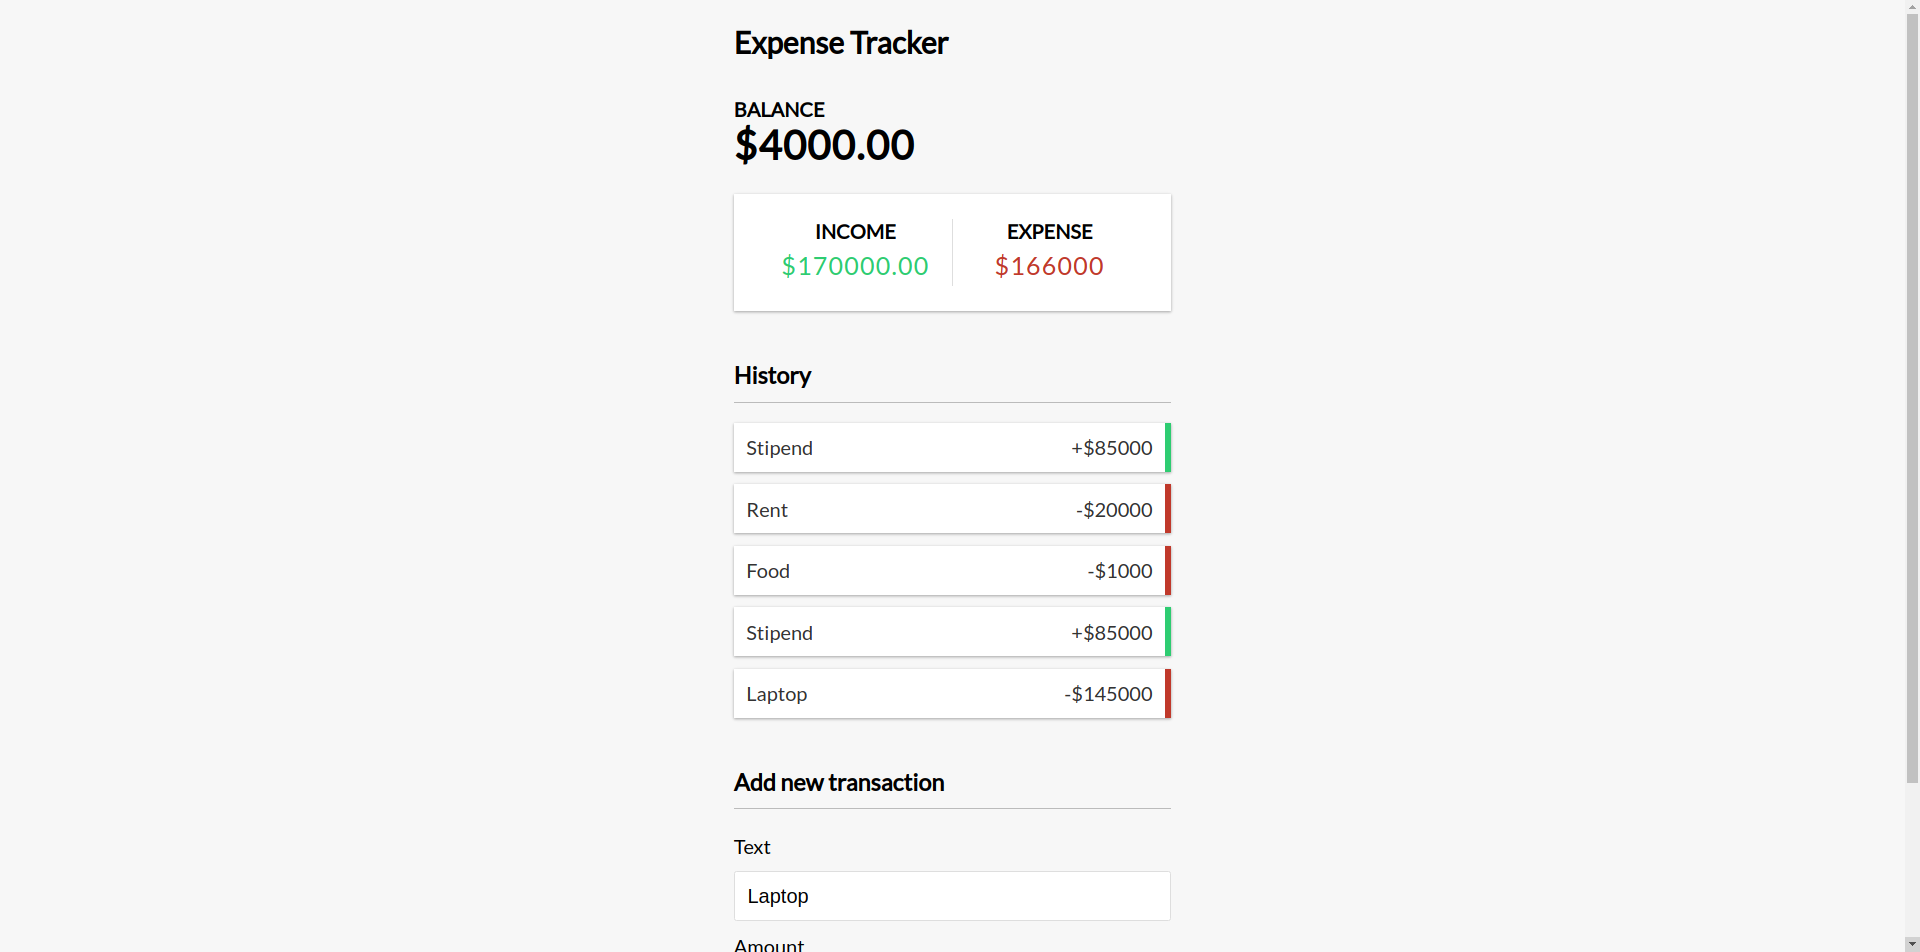 Expense Tracker
BALANCE
$4000.00
INCOME EXPENSE
$170000.00 $166000
History
Stipend +$85000
Rent -$20000
Food -$1000
Stipend +$85000
Laptop -$145000
Add new transaction
Text
Laptop
Amount